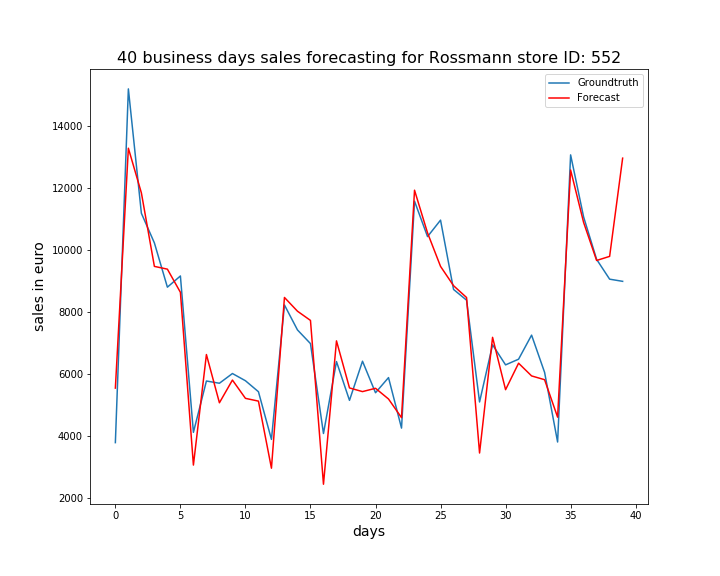 40 business days sales forecasting for Rossmann store ID: 552
Groundtruth
Forecast
14000
12000
10000
8000
6000
4000
2000
sales in euro
0 5 10 15 20 25 30 35 40
days